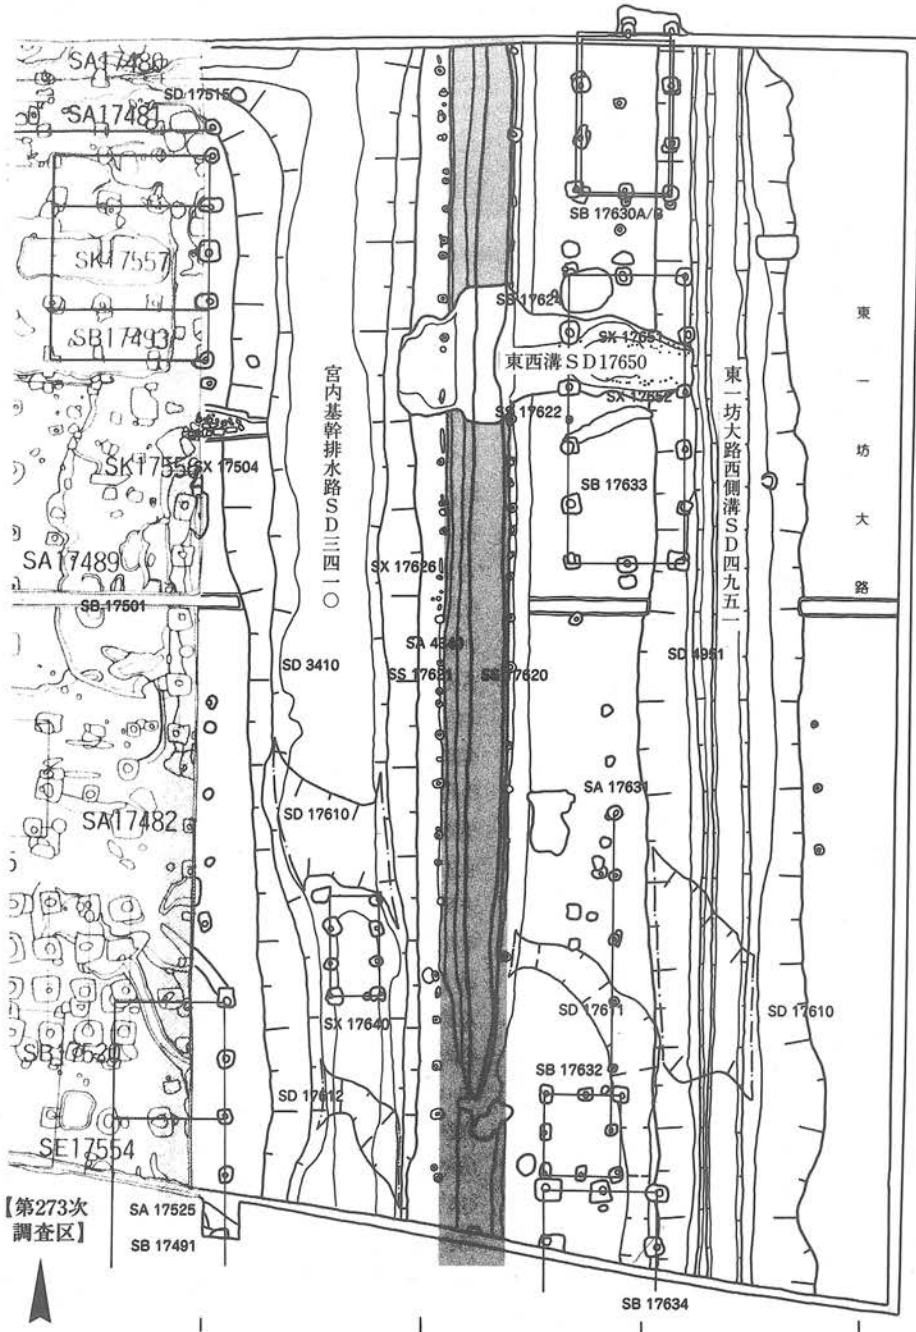 SA17480
SD 17515
SA17481
SB 17630A/B
SK17557
SS 17624
SX 17651
SB17493
東西溝ＳＤ17650
SX 17652
SS 17622
東一坊大路
宮内基幹排水路ＳＤ三四一〇
東一坊大路西側溝ＳＤ四九五一
SX 17504
SB 17633
SA17489
SX 17626
SB 17501
SD 3410
SS 17621
SS 17620
SD 4951
SD 17610
SA 17631
SA17482
SX 17640
SD 17611
SD 17610
SB 17632
SD 17612
SE17554
【第273次
調査区】
SA 17525
SB 17491
SB 17634